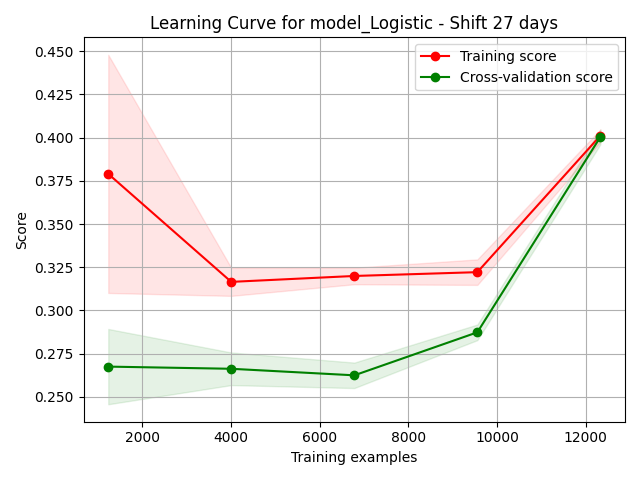 Learning Curve for model_Logistic - Shift 27 days
Training score
Cross-validation score
0.450
0.425
0.400
0.375
0.350
0.325
0.300
0.275
0.250
Score
2000 4000 6000 8000 10000 12000
Training examples